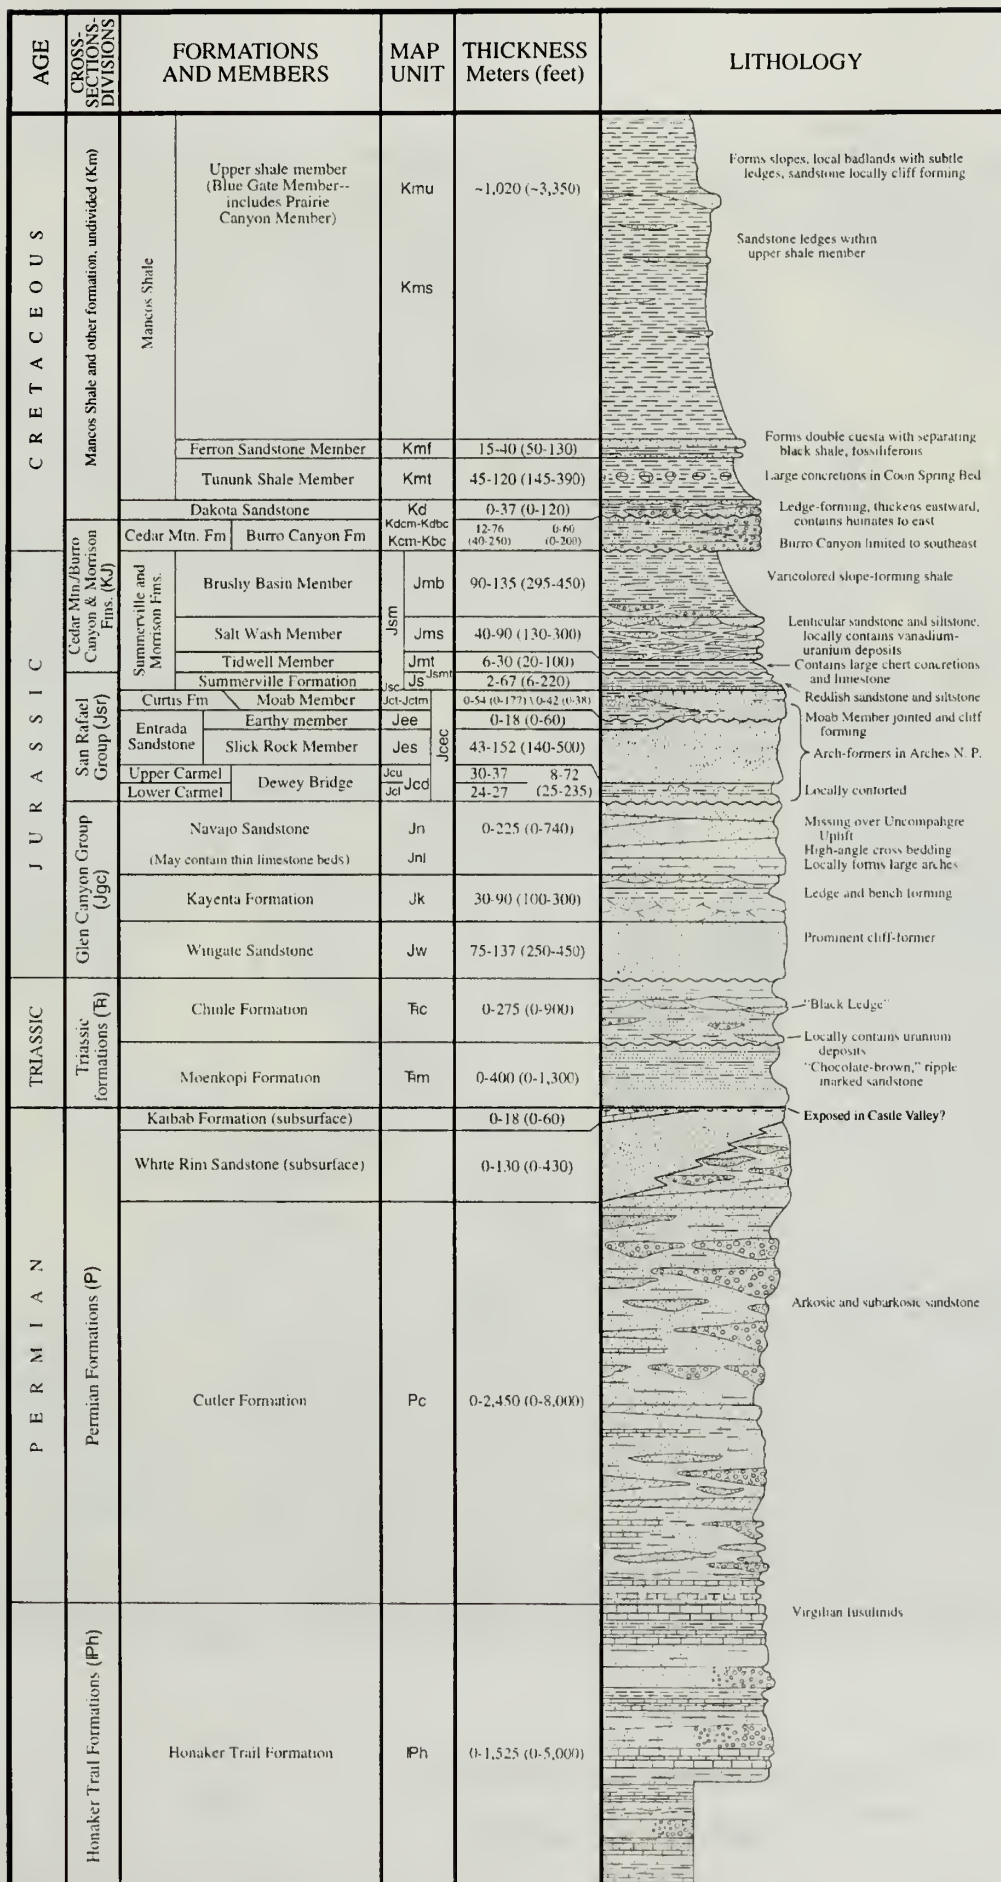 AGE
CROSS-
SECTIONS-
DIVISIONS
FORMATIONS
AND MEMBERS
MAP
UNIT
THICKNESS
Meters (feet)
LITHOLOGY
CRETACEOUS
Mancos Shale and other formation, undivided (Km)
Mancos Shale
Upper shale member
(Blue Gate Member--
includes Prairie
Canyon Member)
Kmu
~1,020 (~3,350)
Forms slopes, local badlands with subtle
ledges, sandstone locally cliff forming
Kms
Sandstone ledges within
upper shale member
Ferron Sandstone Member
Kmf
15-40 (50-130)
Forms double cuesta with separating
black shale, fossiliferous
Tununk Shale Member
Kmt
45-120 (145-390)
Large concretions in Coon Spring Bed
Dakota Sandstone
Kd
0-37 (0-120)
Ledge-forming, thickens eastward,
contains humates to east
Cedar Mtn./Burro
Canyon & Morrison
Fms. (KJ)
Cedar Mtn. Fm
Burro Canyon Fm
Kdcm-Kdbc
Kcm-Kbc
12-76
(40-250)
0-60
(0-200)
Burro Canyon limited to southeast
JURASSIC
Summerville and
Morrison Fms.
Brushy Basin Member
Jsm
Jmb
90-135 (295-450)
Varicolored slope-forming shale
Salt Wash Member
Jms
40-90 (130-300)
Lenticular sandstone and siltstone,
locally contains vanadium-
uranium deposits
Tidwell Member
Jmt
Jsmt
6-30 (20-100)
Contains large chert concretions
and limestone
San Rafael
Group (Jsr)
Summerville Formation
Jsc
Js
2-67 (6-220)
Reddish sandstone and siltstone
Curtis Fm
Moab Member
Jct-Jctm
0-54 (0-177) \ 0-42 (0-38)
Moab Member jointed and cliff
forming
Entrada
Sandstone
Earthy member
Jee
Jcec
0-18 (0-60)
Slick Rock Member
Jes
43-152 (140-500)
Arch-formers in Arches N. P.
Upper Carmel
Lower Carmel
Dewey Bridge
Jcu
Jcl
Jcd
30-37
24-27
8-72
(25-235)
Locally contorted
Glen Canyon Group
(Jgc)
Navajo Sandstone
Jn
0-225 (0-740)
Missing over Uncompahgre
Uplift
(May contain thin limestone beds)
Jnl
High-angle cross bedding
Locally forms large arches
Kayenta Formation
Jk
30-90 (100-300)
Ledge and bench forming
Wingate Sandstone
Jw
75-137 (250-450)
Prominent cliff-former
TRIASSIC
Triassic
formations (TR)
Chinle Formation
TRc
0-275 (0-900)
"Black Ledge"
Locally contains uranium
deposits
Moenkopi Formation
TRm
0-400 (0-1,300)
"Chocolate-brown," ripple
marked sandstone
PERMIAN
Permian Formations (P)
Kaibab Formation (subsurface)
0-18 (0-60)
Exposed in Castle Valley?
White Rim Sandstone (subsurface)
0-130 (0-430)
Cutler Formation
Pc
0-2,450 (0-8,000)
Arkosic and subarkosic sandstone
Honaker Trail Formations (IPh)
Honaker Trail Formation
IPh
0-1,525 (0-5,000)
Virgilian fusulinids